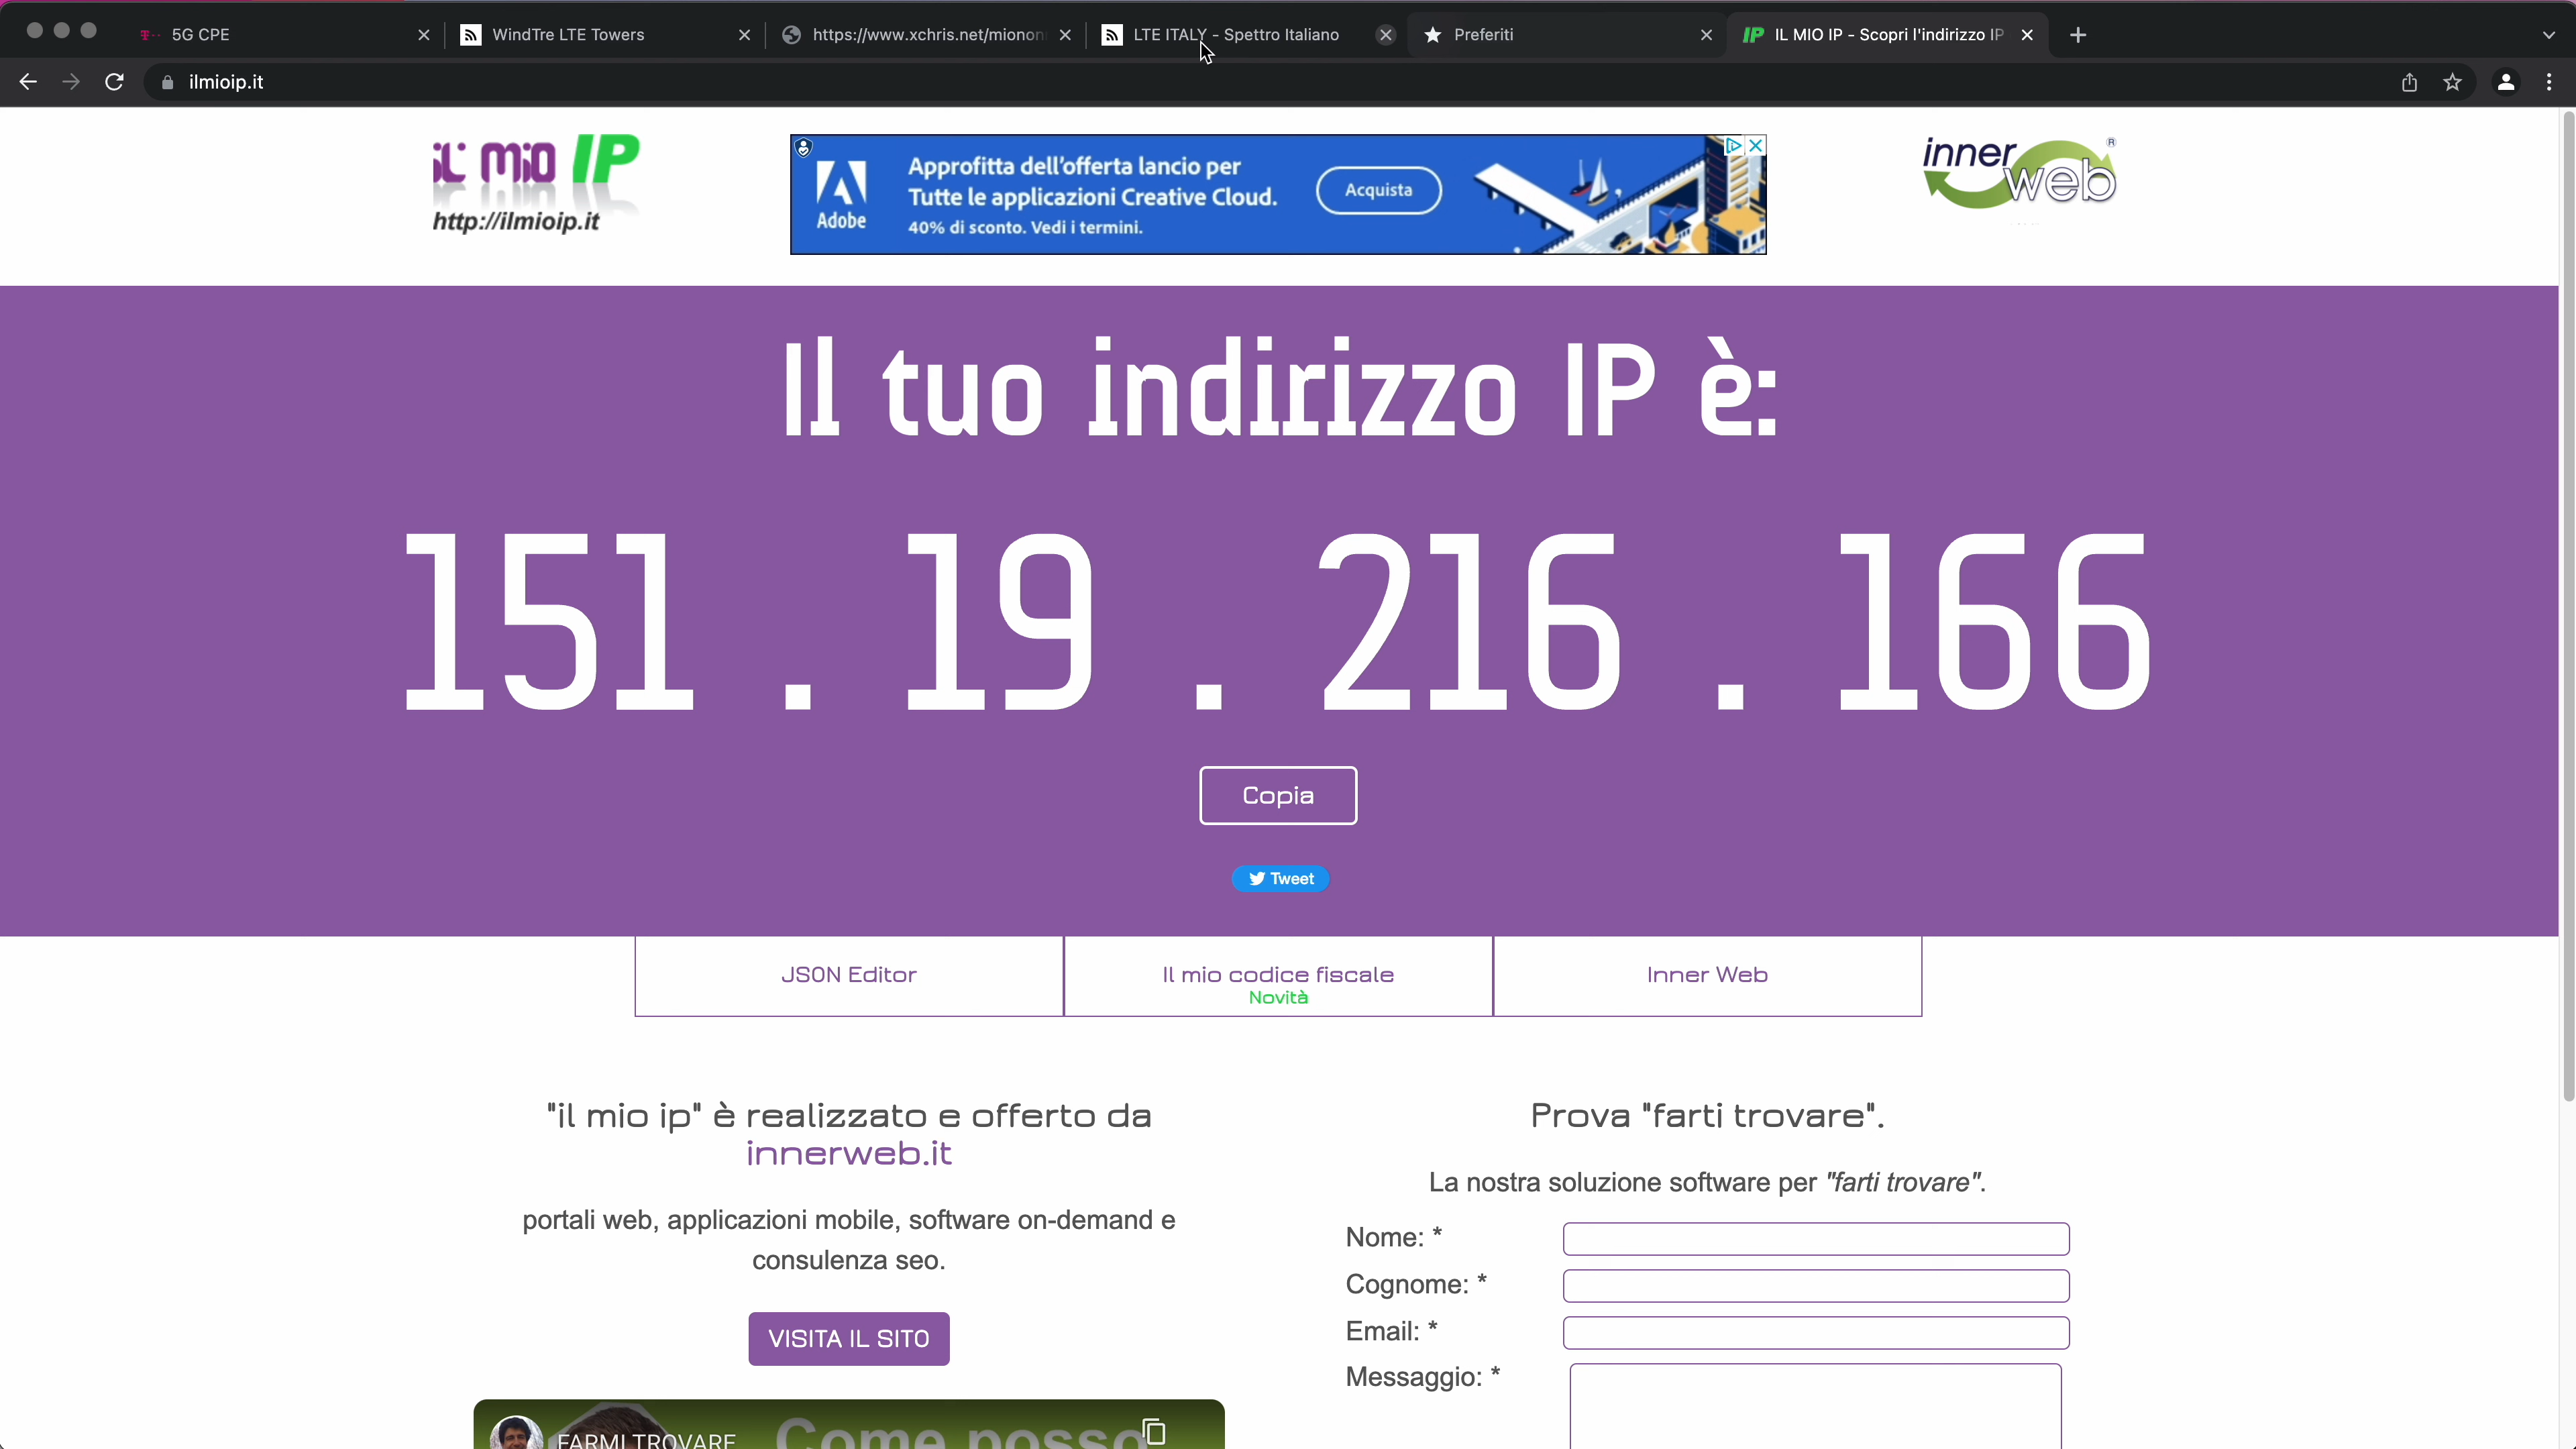 5G CPE
WindTre LTE Towers
https://www.xchris.net/miono
LTE ITALY - Spettro Italiano
Preferiti
IP IL MIO IP - Scopri l'indirizzo IP
ilmioip.it
il mio IP
http://ilmioip.it
Adobe
Approfitta dell'offerta lancio per
Tutte le applicazioni Creative Cloud.
40% di sconto. Vedi i termini.
Acquista
inner web ®
Il tuo indirizzo IP è:
151 . 19 . 216 . 166
Copia
Tweet
JSON Editor
Il mio codice fiscale
Novità
Inner Web
"il mio ip" è realizzato e offerto da
innerweb.it
portali web, applicazioni mobile, software on-demand e
consulenza seo.
VISITA IL SITO
FARMI TROVARE
Come posso
Prova "farti trovare".
La nostra soluzione software per "farti trovare".
Nome: *
Cognome: *
Email: *
Messaggio: *